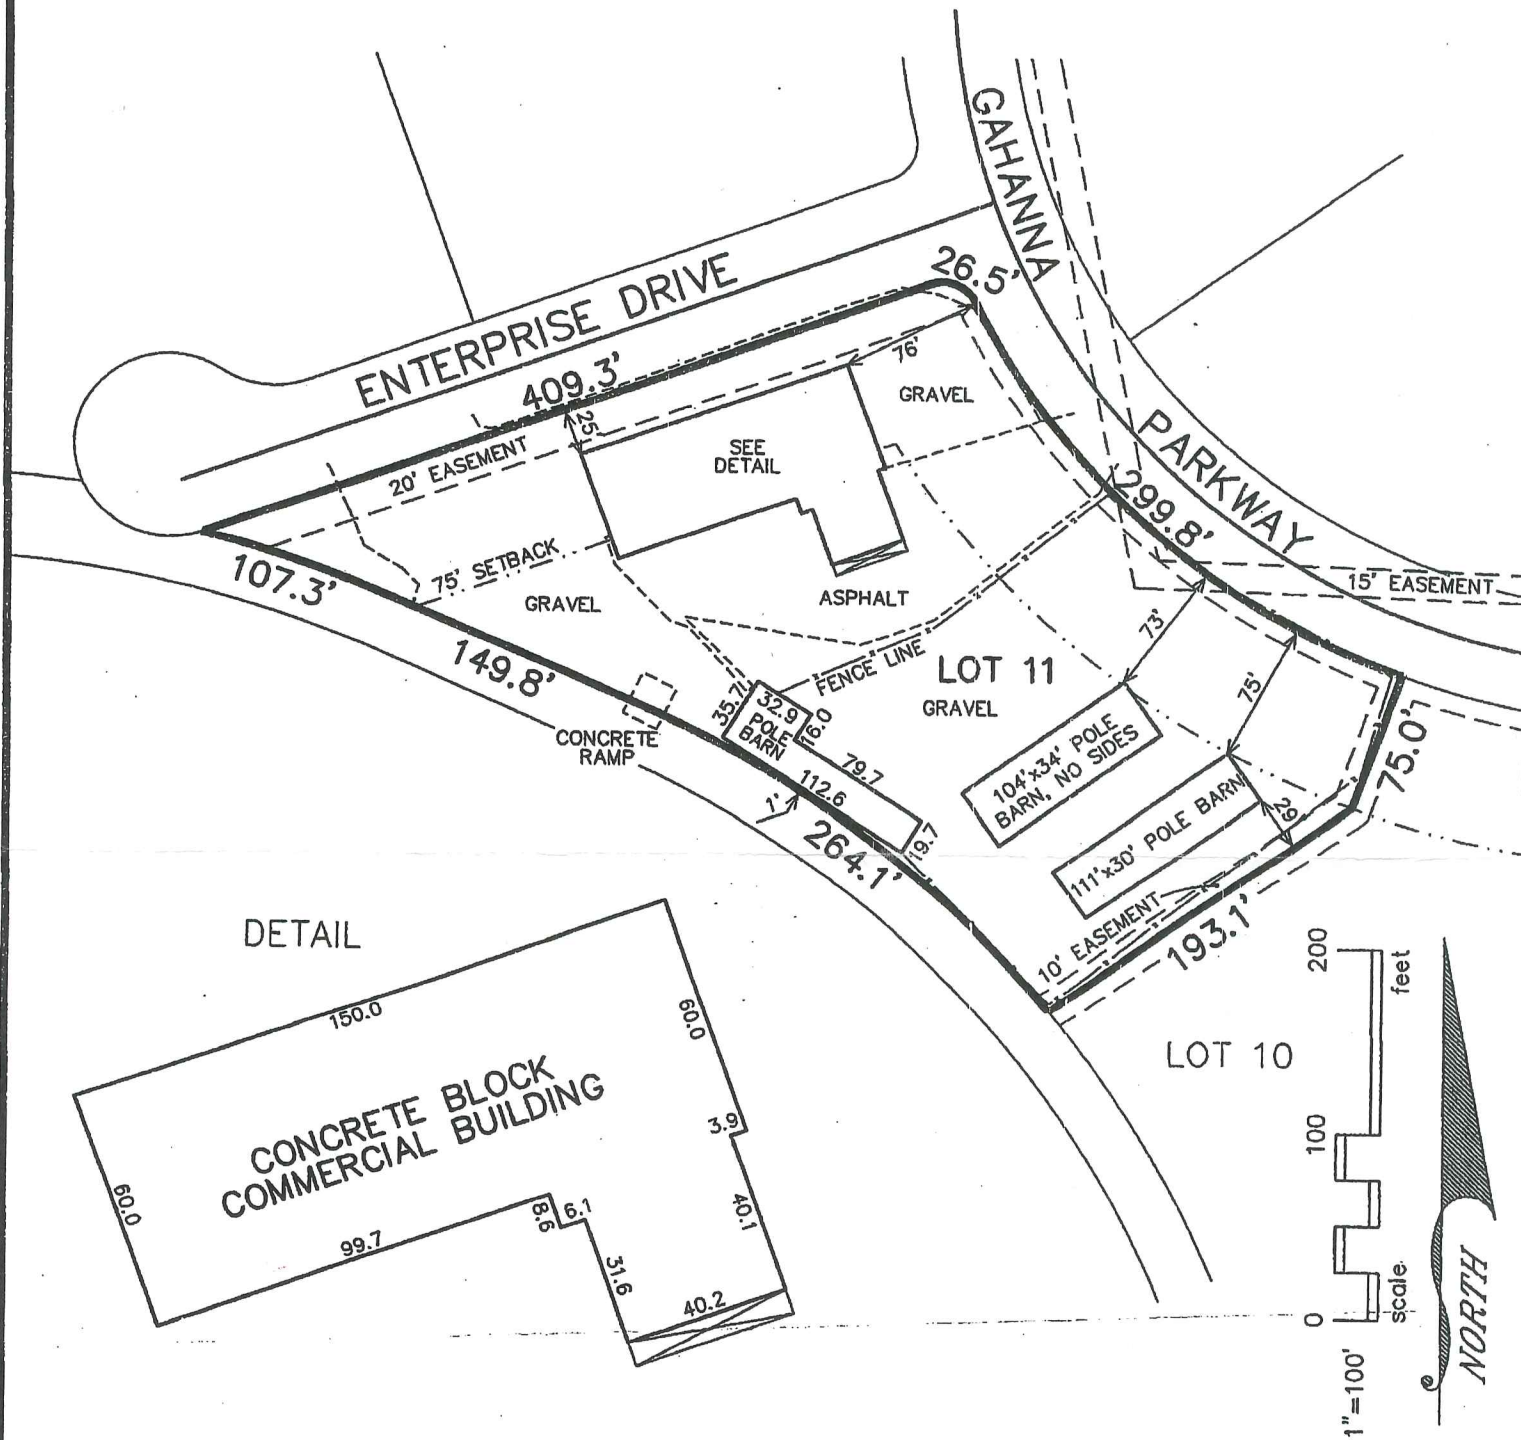 GAHANNA
PARKWAY
ENTERPRISE DRIVE
26.5'
409.3'
76'
GRAVEL
25'
SEE
DETAIL
20' EASEMENT
299.8'
107.3'
75' SETBACK
GRAVEL
ASPHALT
15' EASEMENT
73'
149.8'
FENCE LINE
LOT 11
GRAVEL
75'
75.0'
35.7
32.9
POLE
BARN
16.0
CONCRETE
RAMP
79.7
112.6
1'
19.7
264.1'
104'x34' POLE
BARN, NO SIDES
111'x30' POLE BARN
29'
10' EASEMENT
193.1'
LOT 10
DETAIL
150.0
60.0
CONCRETE BLOCK
COMMERCIAL BUILDING
60.0
3.9
40.1
8.6
6.1
99.7
31.6
40.2
200
100
0
feet
scale
1"=100'
NORTH